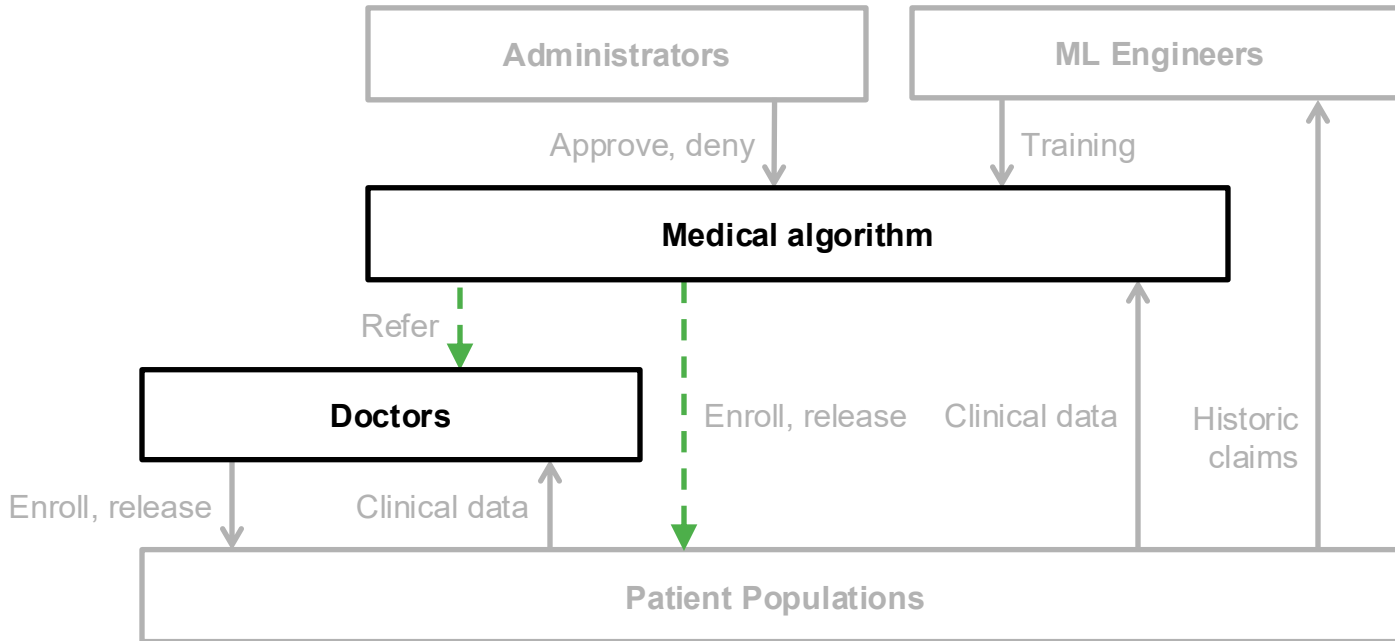 Administrators
ML Engineers
Approve, deny
Training
Medical algorithm
Refer
Doctors
Enroll, release
Clinical data
Historic
claims
Enroll, release
Clinical data
Patient Populations